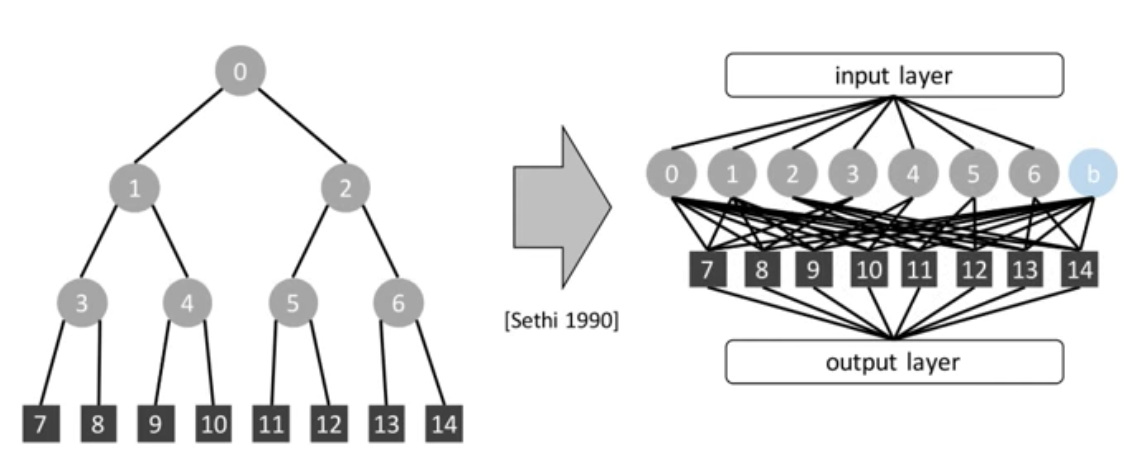 0
1 2
3 4 5 6
7 8 9 10 11 12 13 14
[Sethi 1990]
input layer
0 1 2 3 4 5 6 b
7 8 9 10 11 12 13 14
output layer